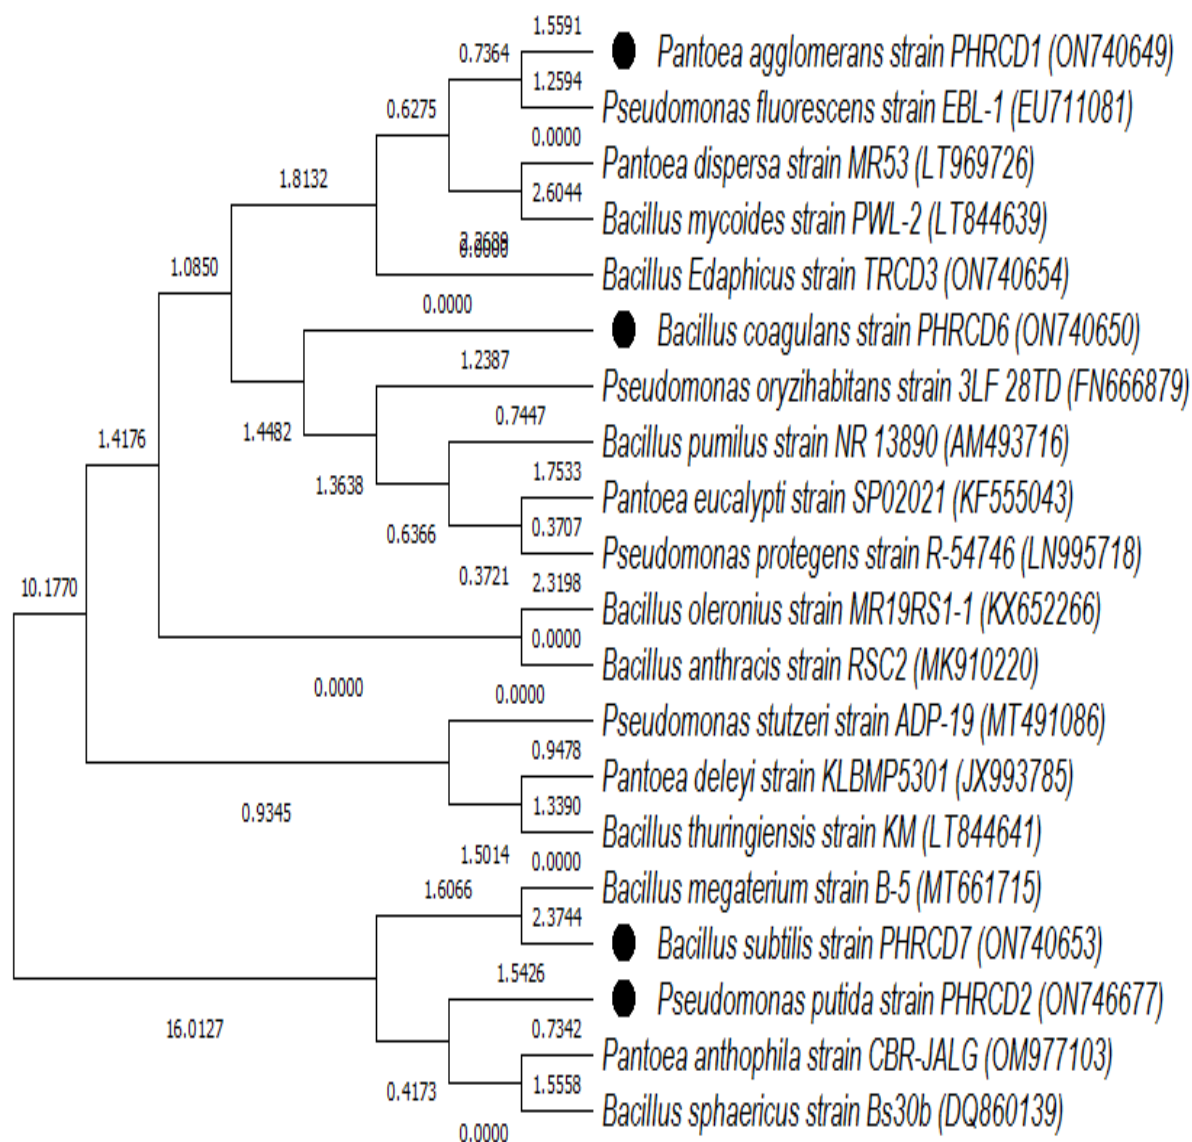 1.5591
Pantoea agglomerans strain PHRCD1 (ON740649)
0.7364
1.2594
Pseudomonas fluorescens strain EBL-1 (EU711081)
0.6275
0.0000
Pantoea dispersa strain MR53 (LT969726)
1.8132
2.6044
Bacillus mycoides strain PWL-2 (LT844639)
1.0850
Bacillus Edaphicus strain TRCD3 (ON740654)
0.0000
Bacillus coagulans strain PHRCD6 (ON740650)
1.2387
Pseudomonas oryzihabitans strain 3LF 28TD (FN666879)
0.7447
1.4482
1.4176
Bacillus pumilus strain NR 13890 (AM493716)
1.7533
1.3638
Pantoea eucalypti strain SP02021 (KF555043)
0.3707
0.6366
Pseudomonas protegens strain R-54746 (LN995718)
0.3721
2.3198
10.1770
Bacillus oleronius strain MR19RS1-1 (KX652266)
0.0000
Bacillus anthracis strain RSC2 (MK910220)
0.0000
0.0000
Pseudomonas stutzeri strain ADP-19 (MT491086)
0.9478
Pantoea deleyi strain KLBMP5301 (JX993785)
1.3390
0.9345
Bacillus thuringiensis strain KM (LT844641)
1.5014
0.0000
1.6066
Bacillus megaterium strain B-5 (MT661715)
2.3744
Bacillus subtilis strain PHRCD7 (ON740653)
1.5426
Pseudomonas putida strain PHRCD2 (ON746677)
16.0127
0.7342
Pantoea anthophila strain CBR-JALG (OM977103)
1.5558
0.4173
Bacillus sphaericus strain Bs30b (DQ860139)
0.0000